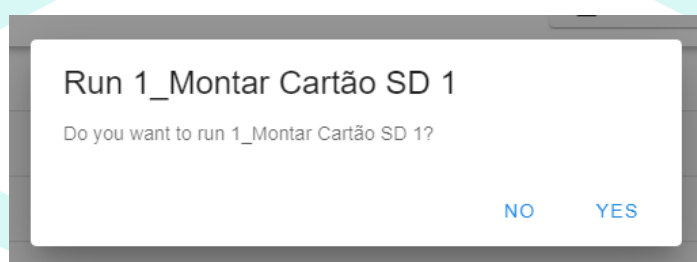 Run 1_Montar Cartão SD 1
Do you want to run 1_Montar Cartão SD 1?
NO YES